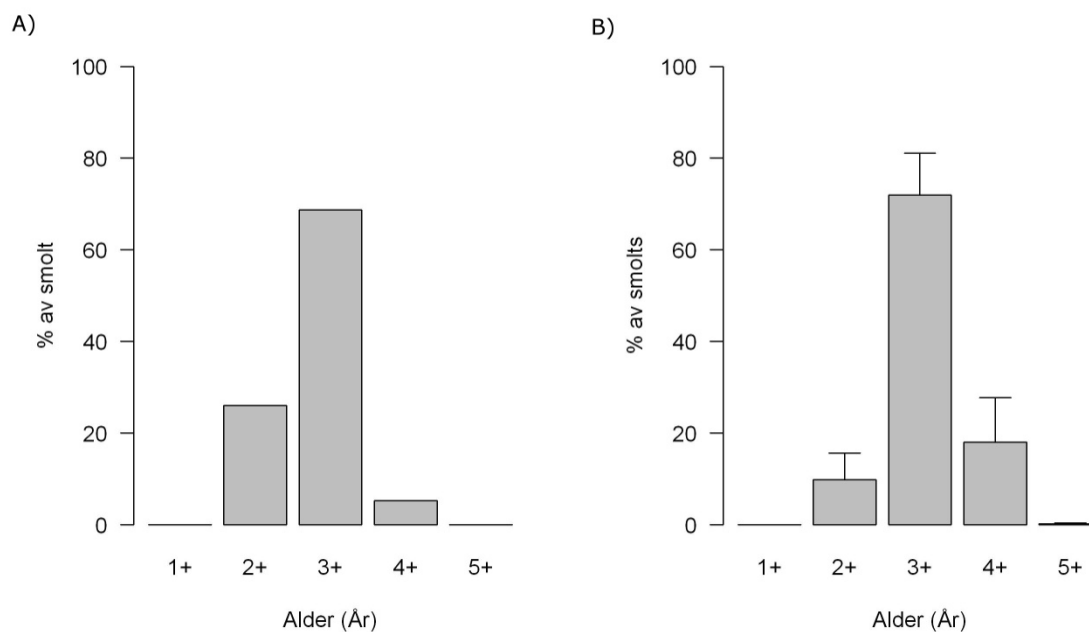 A)
100
80
60
40
20
0
% av smolt
1+ 2+ 3+ 4+ 5+
Alder (År)
B)
100
80
60
40
20
0
% av smolts
1+ 2+ 3+ 4+ 5+
Alder (År)